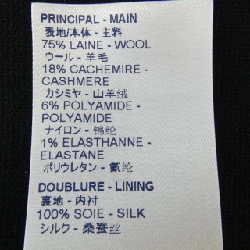 PRINCIPAL - MAIN
表地/本体 - 主料
75% LAINE - WOOL
ウール - 羊毛
18% CACHEMIRE -
CASHMERE
カシミヤ - 山羊绒
6% POLYAMIDE -
POLYAMIDE
ナイロン - 锦纶
1% ELASTHANNE -
ELASTANE
ポリウレタン - 氨纶
DOUBLURE - LINING
裏地 - 内衬
100% SOIE - SILK
シルク - 桑蚕丝